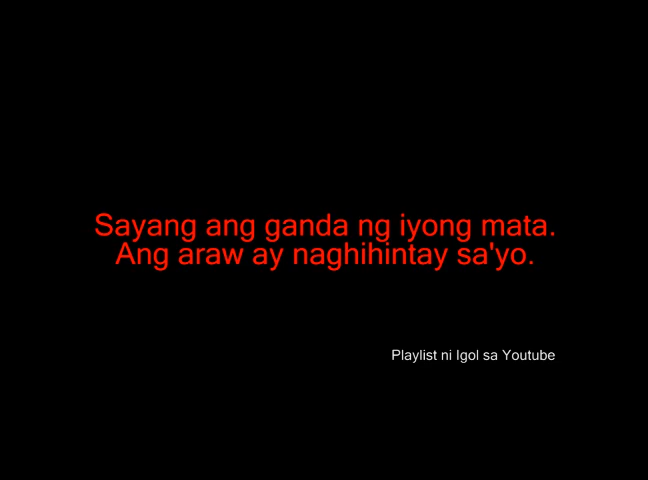 Sayang ang ganda ng iyong mata.
Ang araw ay naghihintay sa'yo.
Playlist ni Igol sa Youtube